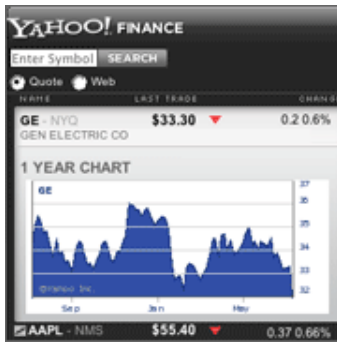 YAHOO! FINANCE
Enter Symbol SEARCH
Quote Web
NAME LAST TRADE CHANG
GE - NYQ $33.30 0.2 0.6%
GEN ELECTRIC CO
1 YEAR CHART
GE
37
36
35
34
33
32
©Yahoo Inc.
Sep Jan May
AAPL - NMS $55.40 0.37 0.66%